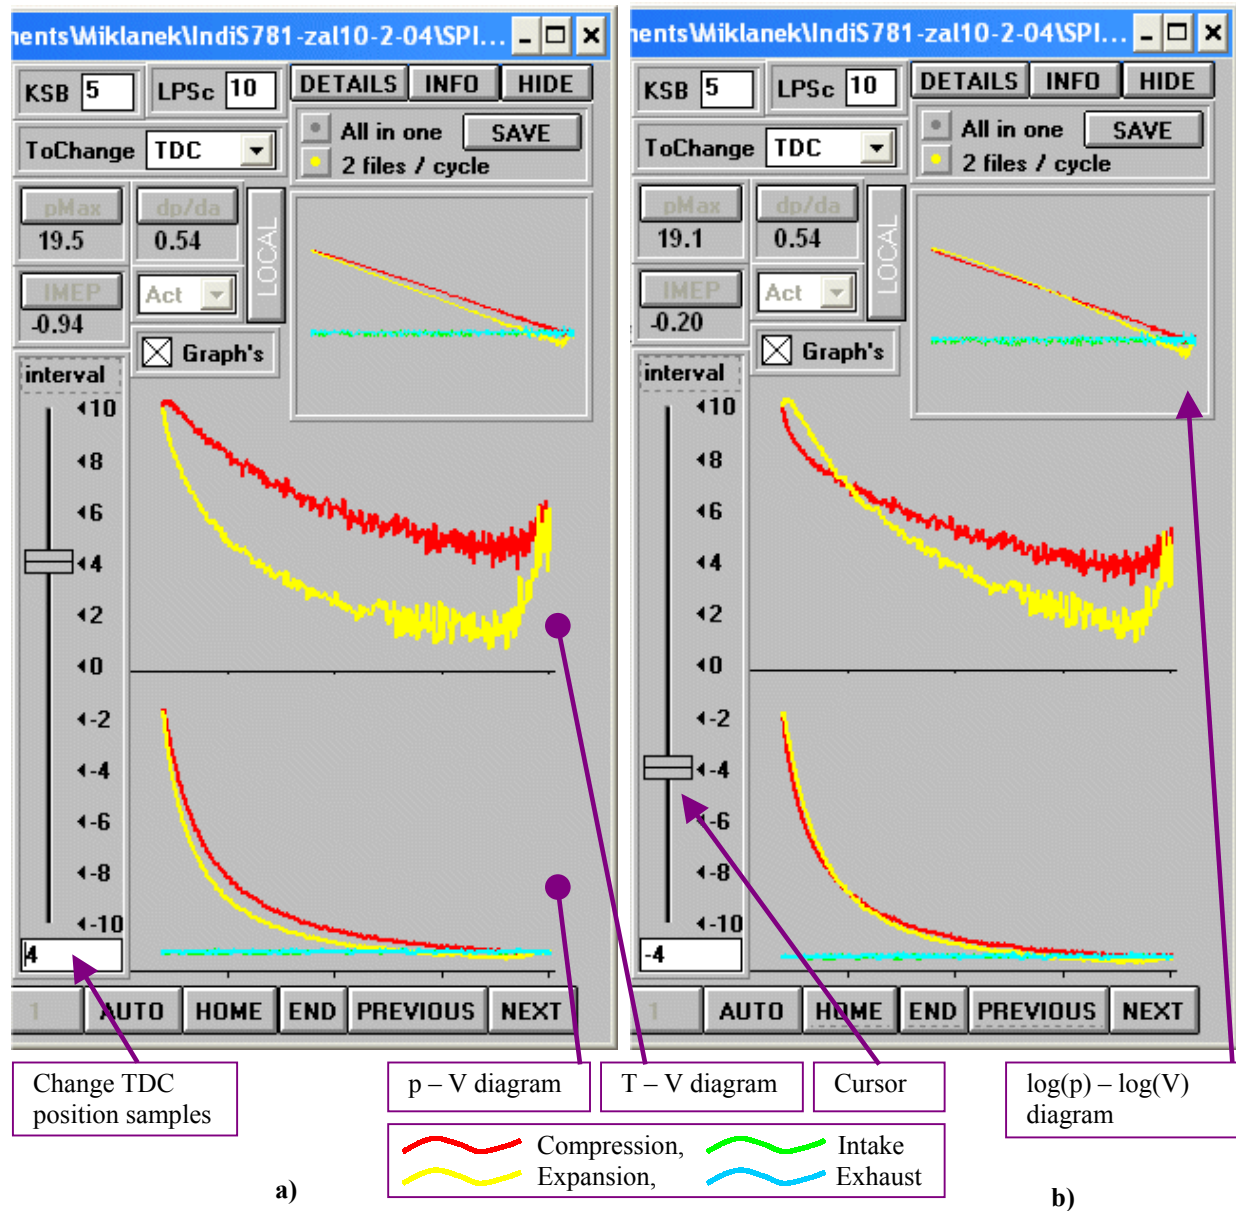 ments\Miklanek\IndiS781-zal10-2-04\SPI...
KSB 5 LPSc 10 DETAILS INFO HIDE
All in one SAVE
ToChange TDC
2 files / cycle
pMax dp/da
19.5 0.54
LOCAL
IMEP Act
-0.94
Graph's
interval
10
8
6
4
2
0
-2
-4
-6
-8
-10
4
1 AUTO HOME END PREVIOUS NEXT
ments\Miklanek\IndiS781-zal10-2-04\SPI...
KSB 5 LPSc 10 DETAILS INFO HIDE
All in one SAVE
ToChange TDC
2 files / cycle
pMax dp/da
19.1 0.54
LOCAL
IMEP Act
-0.20
Graph's
interval
10
8
6
4
2
0
-2
-4
-6
-8
-10
-4
1 AUTO HOME END PREVIOUS NEXT
Change TDC
position samples
p – V diagram
T – V diagram
Cursor
log(p) – log(V)
diagram
Compression, Intake
Expansion, Exhaust
a)
b)